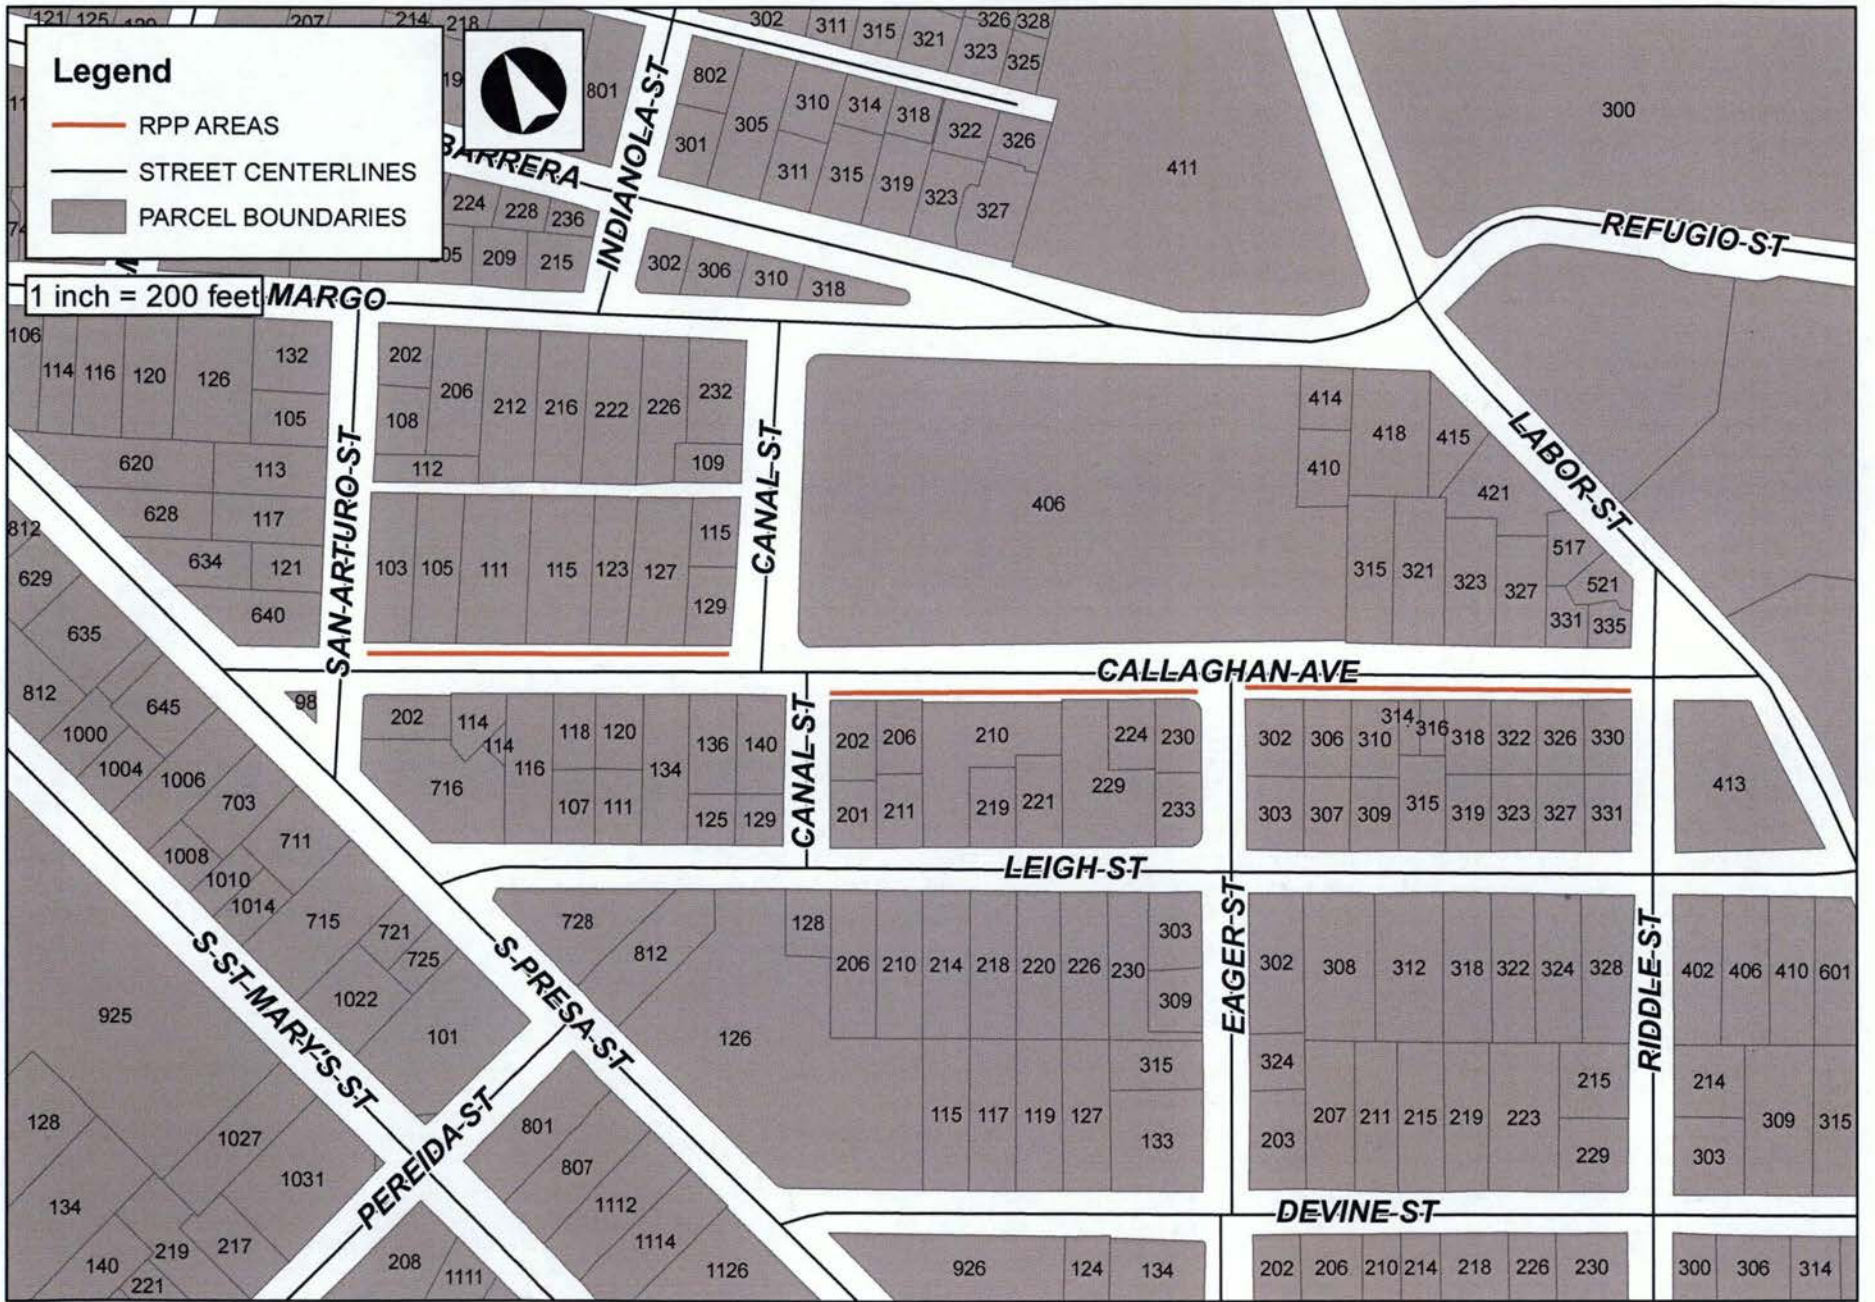 121 125 129 207 214 218 302 311 315 321 326 328
323 325
Legend
RPP AREAS
STREET CENTERLINES
PARCEL BOUNDARIES
1 inch = 200 feet
801 802 310 314 318 322 326
301 305 311 315 319 323 327
411 300
BARRERA
INDIANOLA ST
REFUGIO ST
224 228 236
209 215 302 306 310 318
MARGO
106 114 116 120 126 132 105
202 206 108 112 212 216 222 226 232 109
414 418 415 410 421
406
LABOR ST
620 113
628 117
634 121
640
SAN ARTURO ST
CANAL ST
103 105 111 115 123 127 115 129
315 321 323 327 517 521 331 335
812 629 635
CALLAGHAN AVE
812 645 98
1000 1004 1006 703 711
202 114 114 116 118 120 134 136 140
716 107 111 125 129
CANAL ST
202 206 210 224 230
201 211 219 221 229 233
302 306 310 314 316 318 322 326 330
303 307 309 315 319 323 327 331
413
1008 1010 1014 715 721 725 1022 101
LEIGH ST
728 812 128 126
206 210 214 218 220 226 230 303 309
EAGER ST
302 308 312 318 322 324 328
RIDDLE ST
402 406 410 601
S ST MARY'S ST
S PRESA ST
925
115 117 119 127 315 133
324 203 207 211 215 219 223 215 229
214 303 309 315
PEREIDA ST
128 134 140 219 221 217 1027 1031
801 807 1112 1114 1126
208 1111
DEVINE ST
926 124 134
202 206 210 214 218 226 230
300 306 314